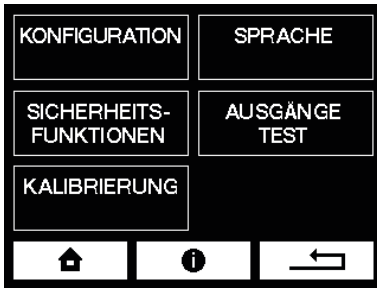 KONFIGURATION
SPRACHE
SICHERHEITS-
FUNKTIONEN
AUSGÄNGE
TEST
KALIBRIERUNG